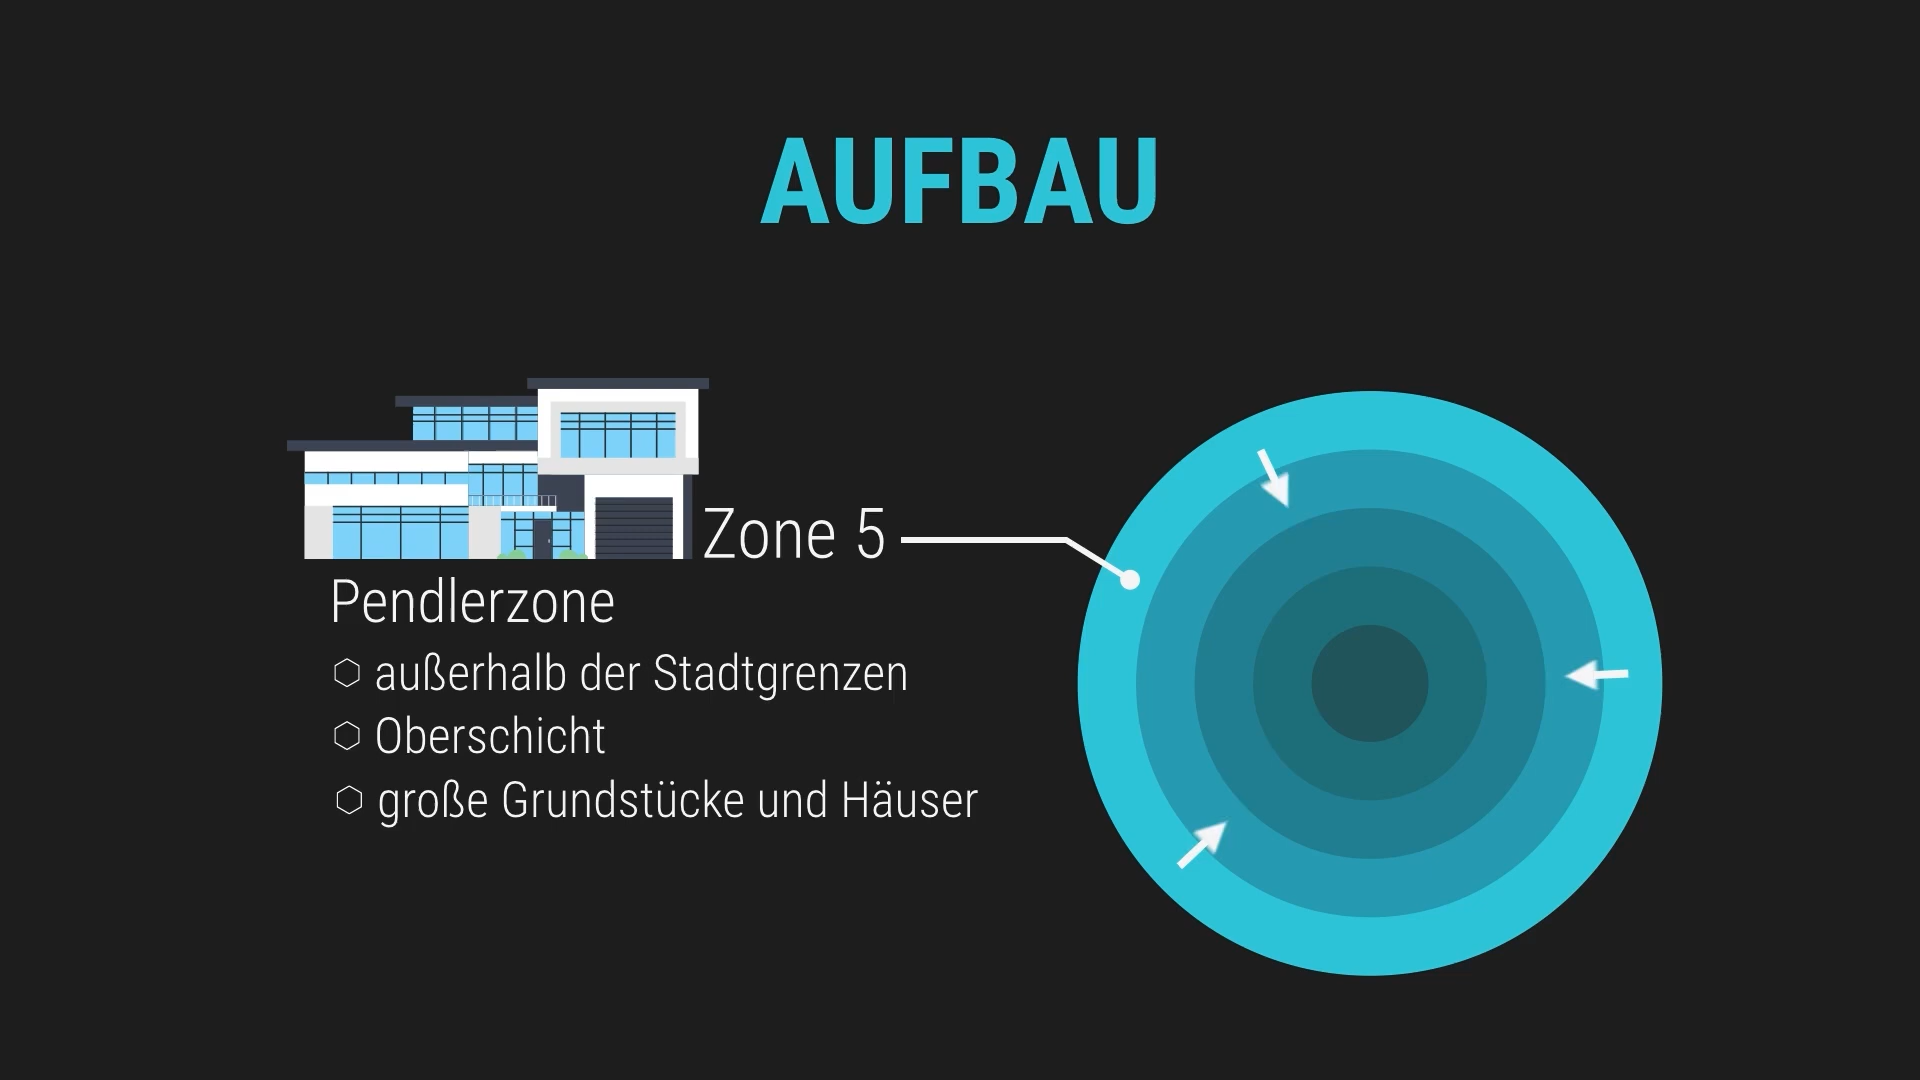 AUFBAU
Zone 5
Pendlerzone
außerhalb der Stadtgrenzen
Oberschicht
große Grundstücke und Häuser